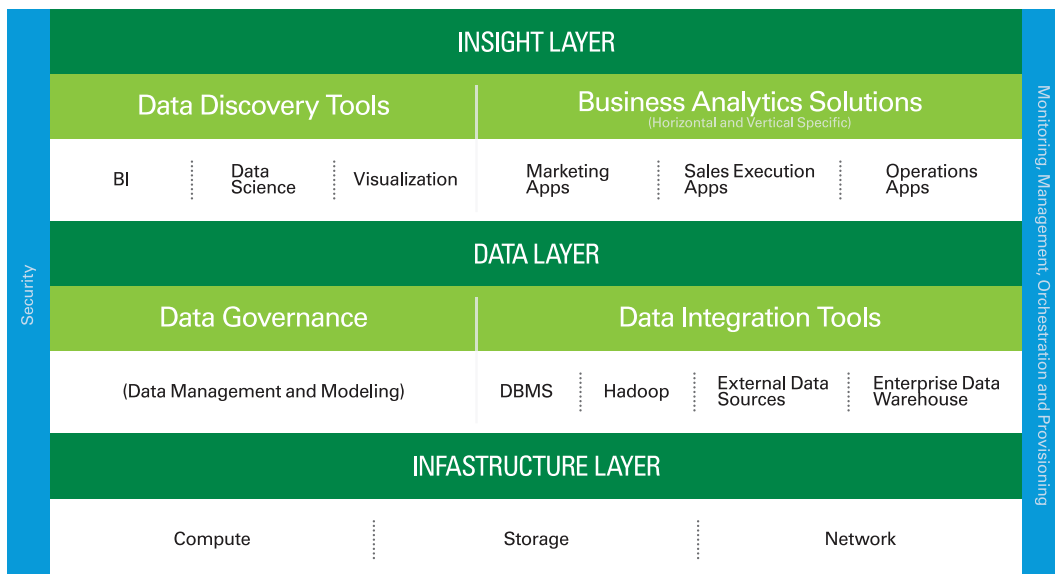 INSIGHT LAYER
Data Discovery Tools
Business Analytics Solutions
(Horizontal and Vertical Specific)
BI
Data
Science
Visualization
Marketing
Apps
Sales Execution
Apps
Operations
Apps
DATA LAYER
Data Governance
Data Integration Tools
(Data Management and Modeling)
DBMS
Hadoop
External Data
Sources
Enterprise Data
Warehouse
INFASTRUCTURE LAYER
Compute
Storage
Network
Security
Monitoring, Management, Orchestration and Provisioning